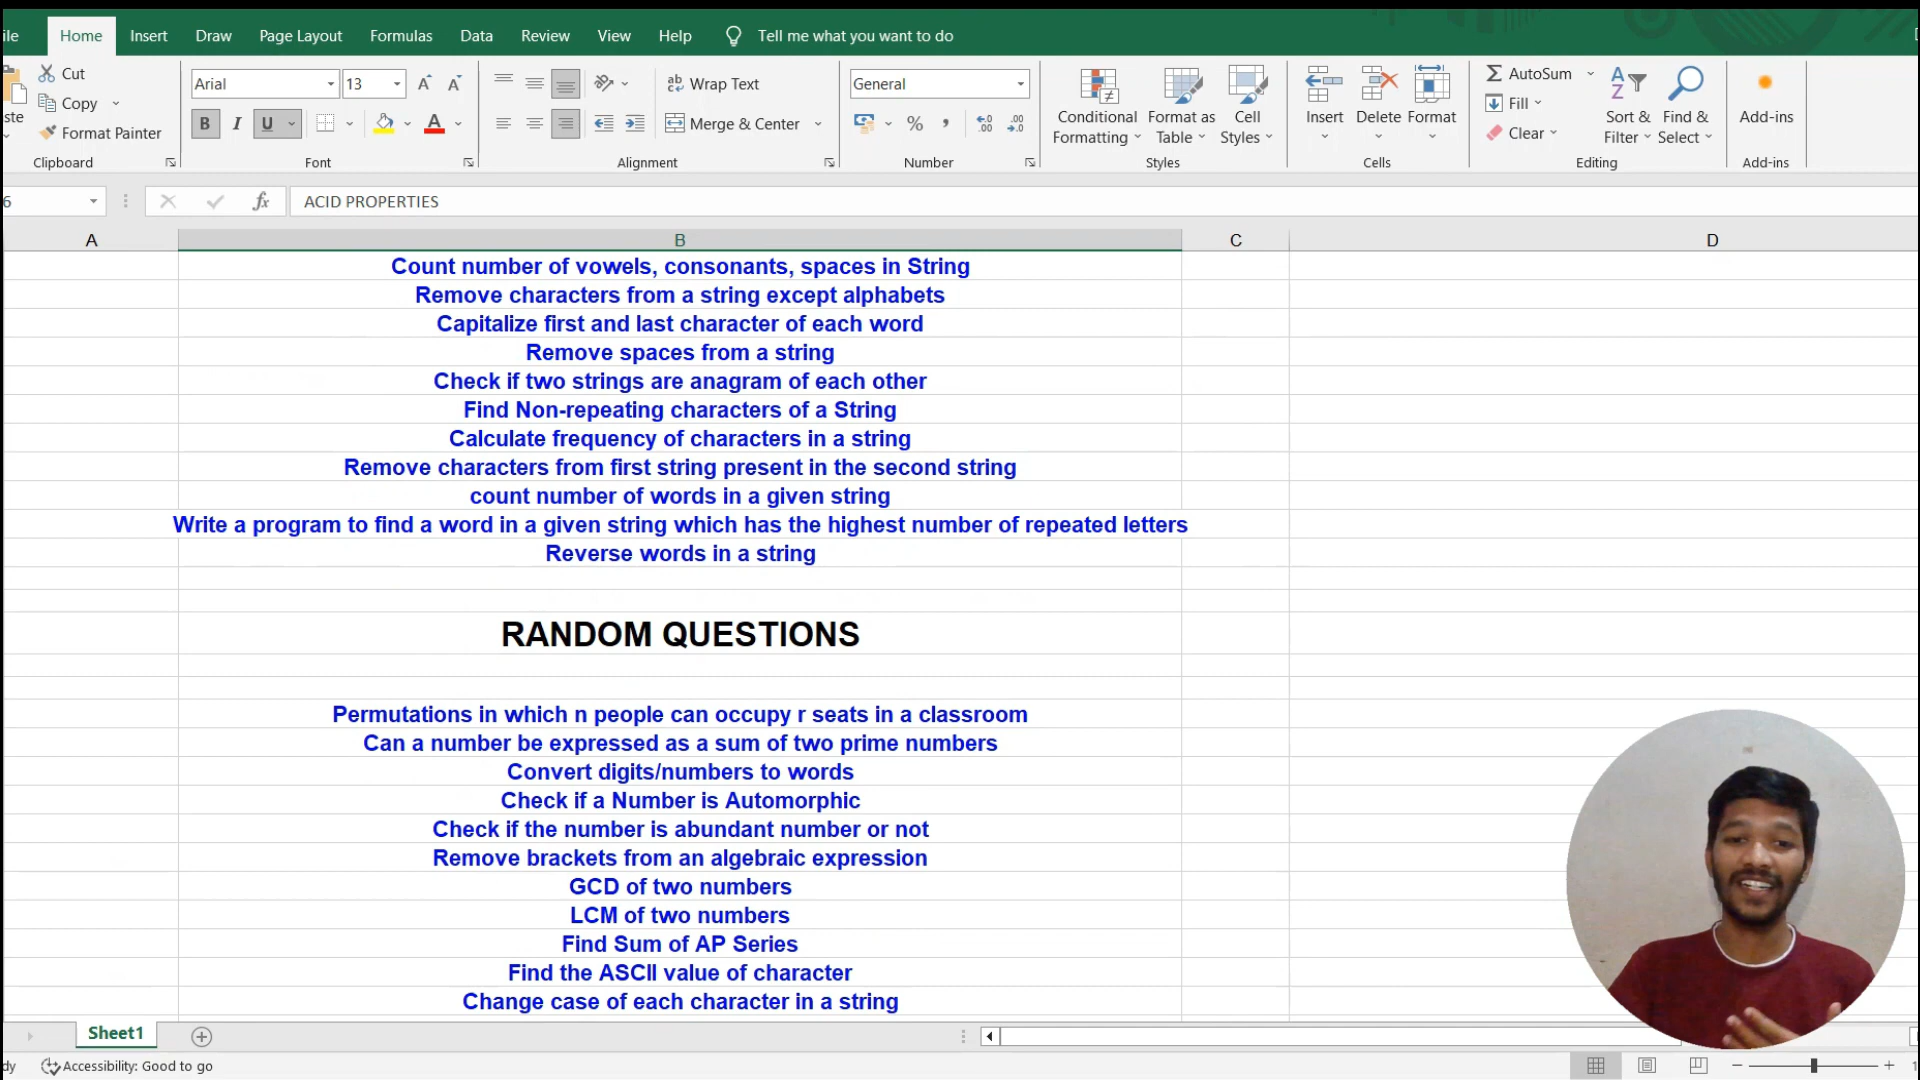 ile Home Insert Draw Page Layout Formulas Data Review View Help Tell me what you want to do
Cut
Copy
ste
Format Painter
Clipboard
Arial 13
B I U
Font
Wrap Text
Merge & Center
Alignment
General
%
Number
Conditional Formatting
Format as Table
Cell Styles
Styles
Insert Delete Format
Cells
AutoSum
Fill
Clear
Sort & Filter
Find & Select
Editing
Add-ins
Add-ins
6 fx ACID PROPERTIES
A B C D
Count number of vowels, consonants, spaces in String
Remove characters from a string except alphabets
Capitalize first and last character of each word
Remove spaces from a string
Check if two strings are anagram of each other
Find Non-repeating characters of a String
Calculate frequency of characters in a string
Remove characters from first string present in the second string
count number of words in a given string
Write a program to find a word in a given string which has the highest number of repeated letters
Reverse words in a string
RANDOM QUESTIONS
Permutations in which n people can occupy r seats in a classroom
Can a number be expressed as a sum of two prime numbers
Convert digits/numbers to words
Check if a Number is Automorphic
Check if the number is abundant number or not
Remove brackets from an algebraic expression
GCD of two numbers
LCM of two numbers
Find Sum of AP Series
Find the ASCII value of character
Change case of each character in a string
Sheet1
dy Accessibility: Good to go